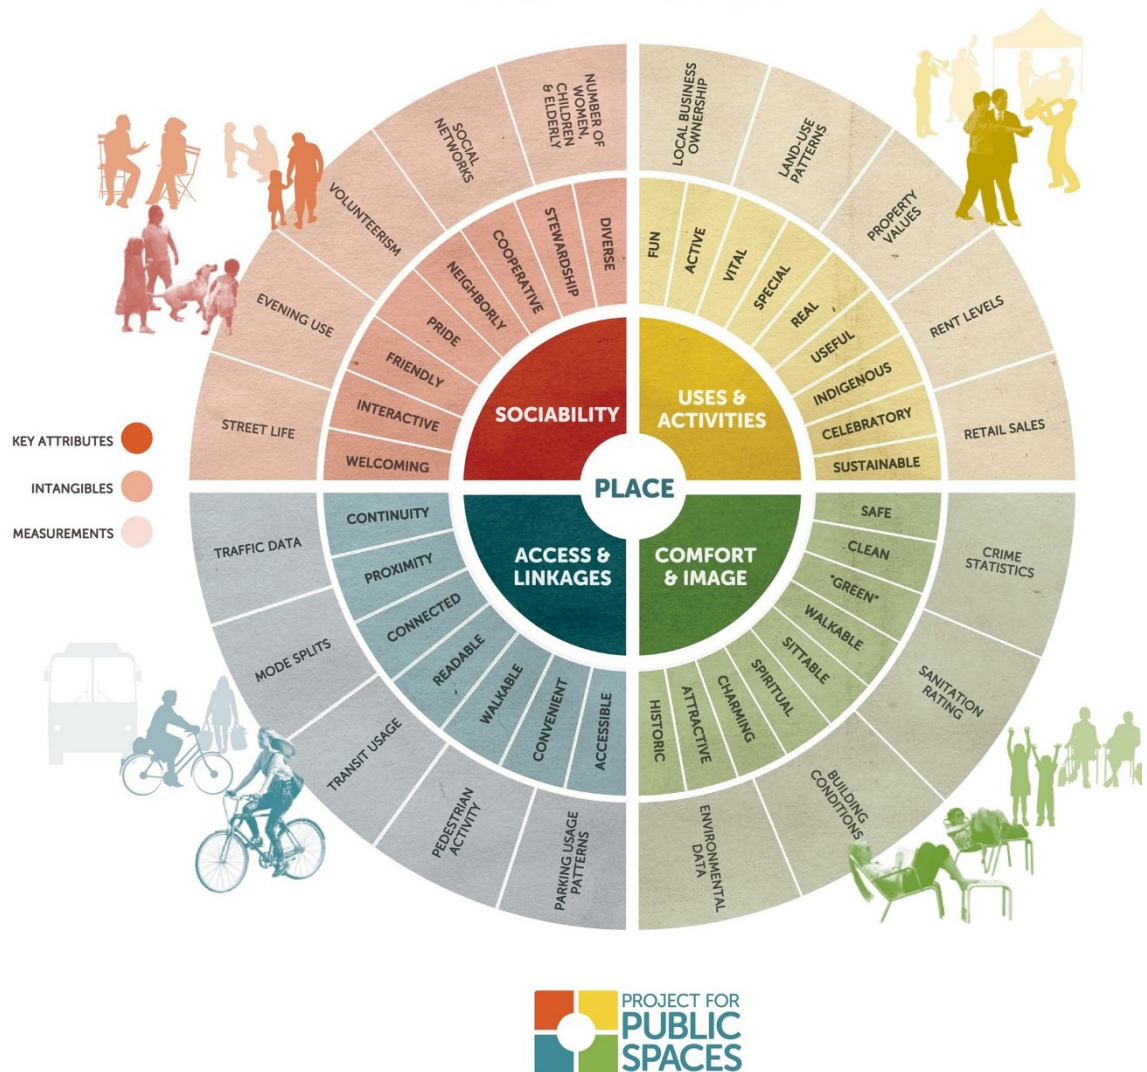 KEY ATTRIBUTES
INTANGIBLES
MEASUREMENTS
PLACE
SOCIABILITY
WELCOMING
INTERACTIVE
FRIENDLY
PRIDE
NEIGHBORLY
COOPERATIVE
STEWARDSHIP
DIVERSE
STREET LIFE
EVENING USE
VOLUNTEERISM
SOCIAL
NETWORKS
NUMBER OF
WOMEN,
CHILDREN
& ELDERLY
USES &
ACTIVITIES
FUN
ACTIVE
VITAL
SPECIAL
REAL
USEFUL
INDIGENOUS
CELEBRATORY
SUSTAINABLE
LOCAL BUSINESS
OWNERSHIP
LAND-USE
PATTERNS
PROPERTY
VALUES
RENT LEVELS
RETAIL SALES
COMFORT
& IMAGE
SAFE
CLEAN
"GREEN"
WALKABLE
SITTABLE
SPIRITUAL
CHARMING
ATTRACTIVE
HISTORIC
CRIME
STATISTICS
SANITATION
RATING
BUILDING
CONDITIONS
ENVIRONMENTAL
DATA
ACCESS &
LINKAGES
CONTINUITY
PROXIMITY
CONNECTED
READABLE
WALKABLE
CONVENIENT
ACCESSIBLE
TRAFFIC DATA
MODE SPLITS
TRANSIT USAGE
PEDESTRIAN
ACTIVITY
PARKING USAGE
PATTERNS
PROJECT FOR
PUBLIC
SPACES